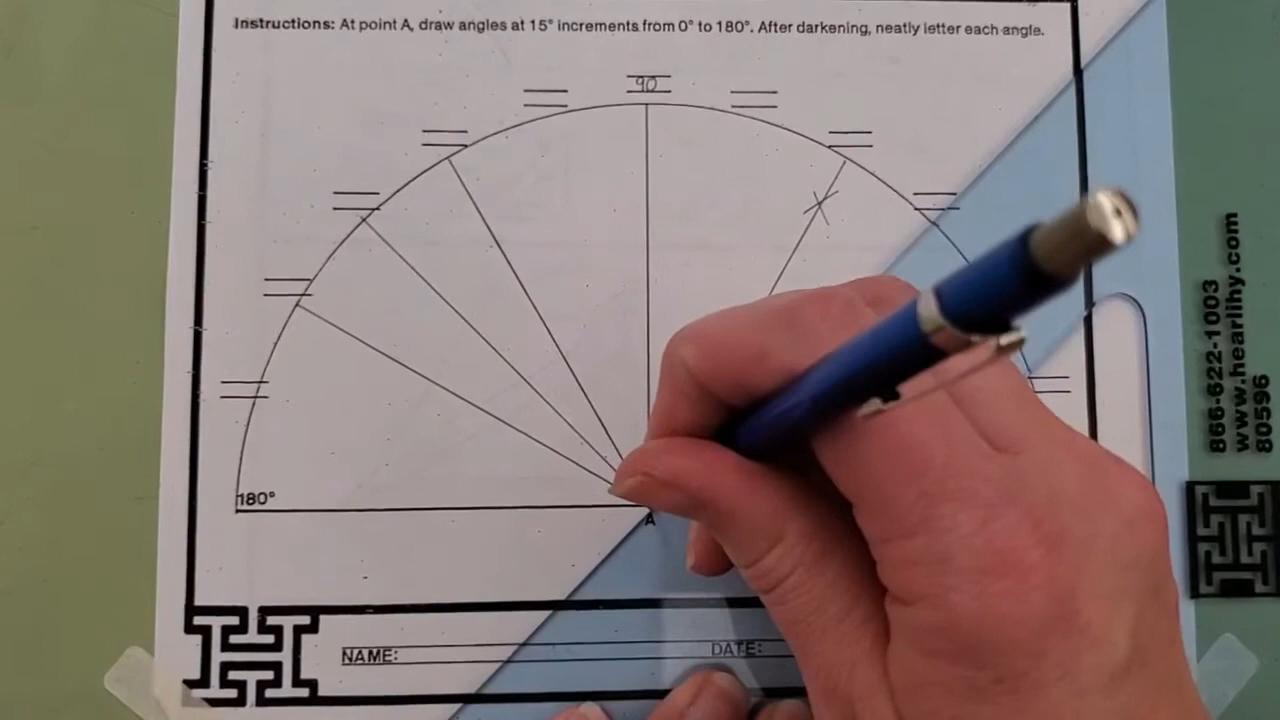 Instructions: At point A, draw angles at 15° increments from 0° to 180°. After darkening, neatly letter each angle.
90
180°
A
NAME:
DATE:
866-622-1003
www.hearlihy.com
80596